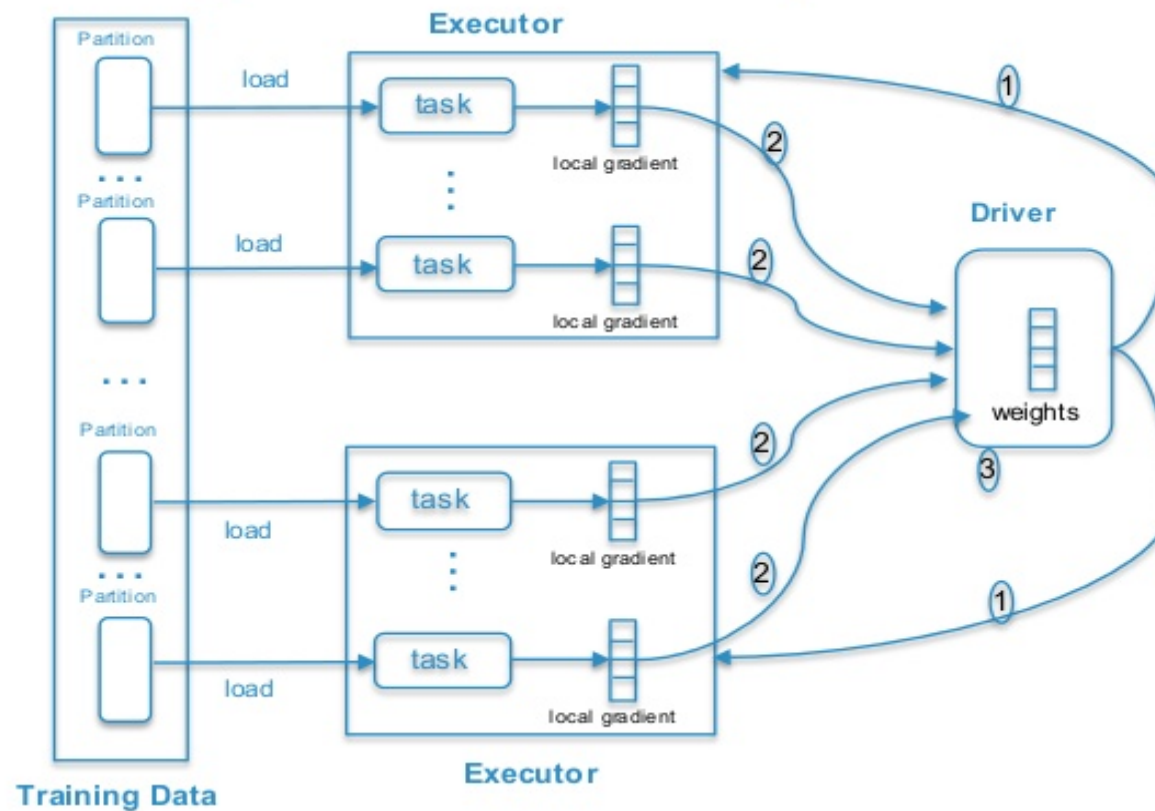 Executor
Partition
load
task
1
2
local gradient
. . .
Partition
Driver
load
task
2
local gradient
. . .
weights
Partition
2
3
load
task
local gradient
. . .
Partition
2
1
load
task
local gradient
Executor
Training Data